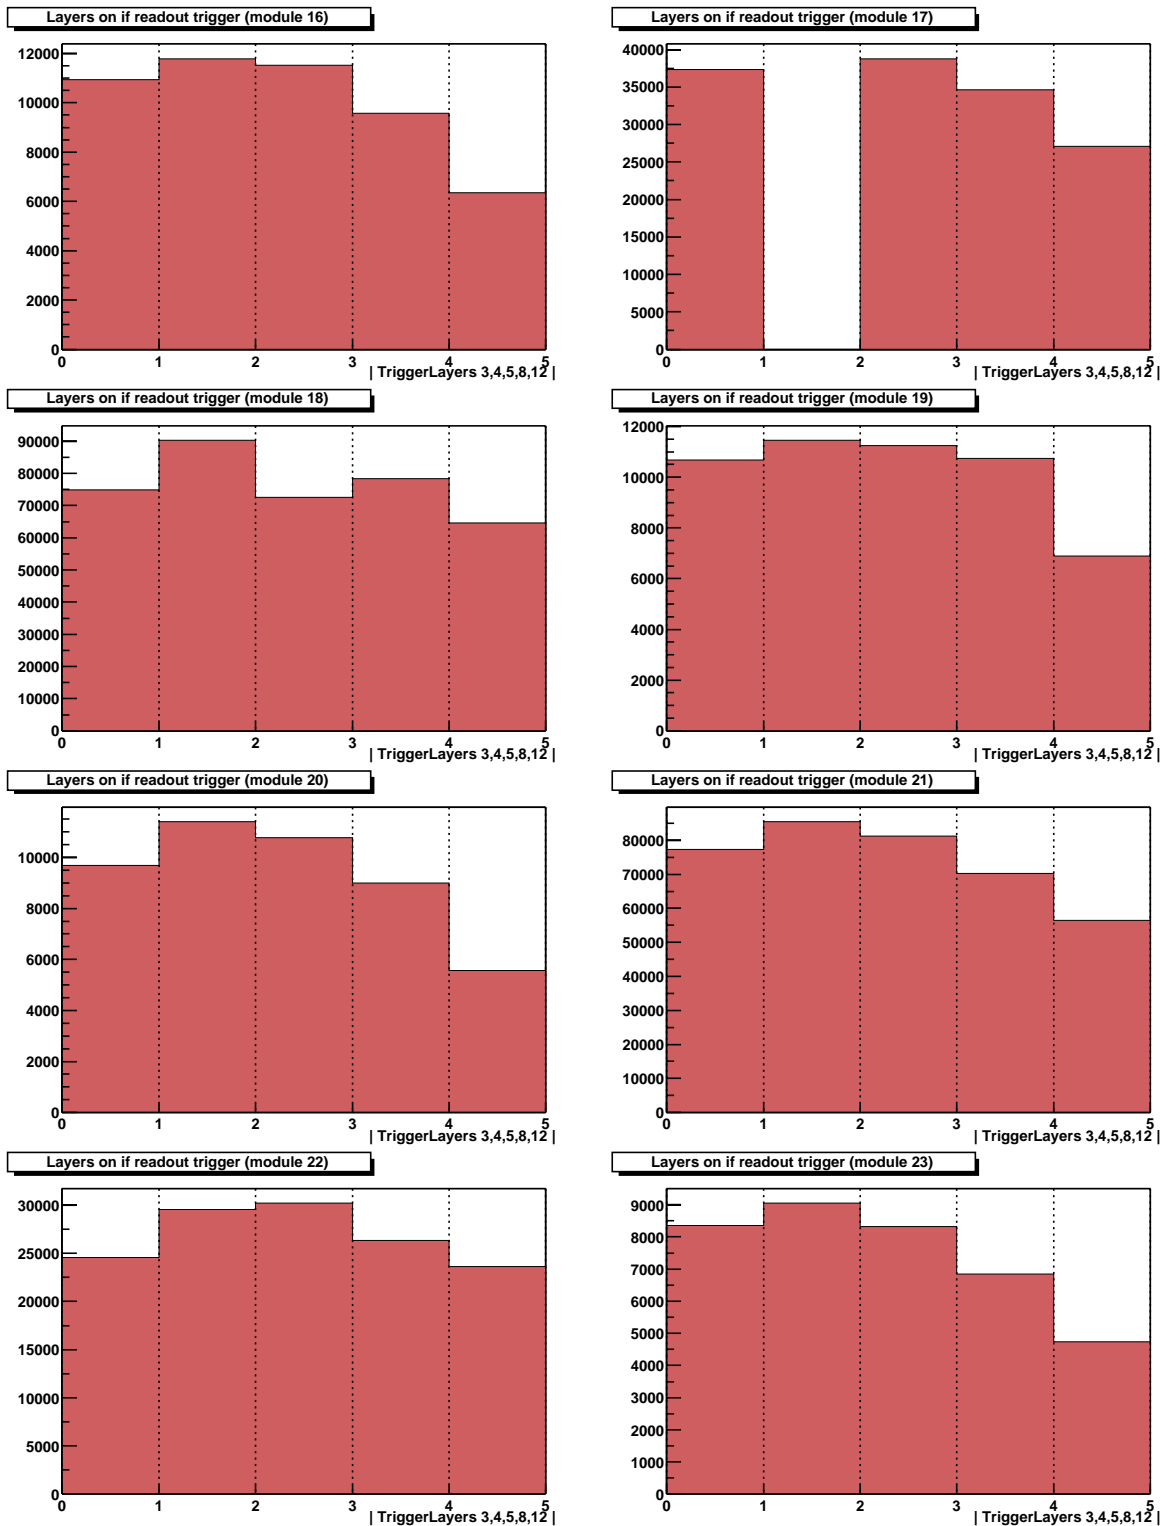 Layers on if readout trigger (module 16)
12000
10000
8000
6000
4000
2000
0
0 1 2 3 4 5
| TriggerLayers 3,4,5,8,12 |
Layers on if readout trigger (module 17)
40000
35000
30000
25000
20000
15000
10000
5000
0
0 1 2 3 4 5
| TriggerLayers 3,4,5,8,12 |
Layers on if readout trigger (module 18)
90000
80000
70000
60000
50000
40000
30000
20000
10000
0
0 1 2 3 4 5
| TriggerLayers 3,4,5,8,12 |
Layers on if readout trigger (module 19)
12000
10000
8000
6000
4000
2000
0
0 1 2 3 4 5
| TriggerLayers 3,4,5,8,12 |
Layers on if readout trigger (module 20)
10000
8000
6000
4000
2000
0
0 1 2 3 4 5
| TriggerLayers 3,4,5,8,12 |
Layers on if readout trigger (module 21)
80000
70000
60000
50000
40000
30000
20000
10000
0
0 1 2 3 4 5
| TriggerLayers 3,4,5,8,12 |
Layers on if readout trigger (module 22)
30000
25000
20000
15000
10000
5000
0
0 1 2 3 4 5
| TriggerLayers 3,4,5,8,12 |
Layers on if readout trigger (module 23)
9000
8000
7000
6000
5000
4000
3000
2000
1000
0
0 1 2 3 4 5
| TriggerLayers 3,4,5,8,12 |